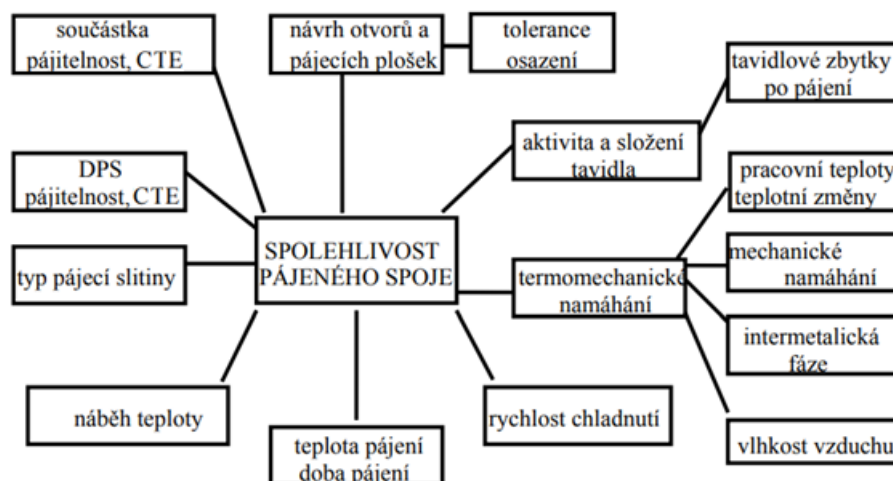 součástka
pájitelnost, CTE
návrh otvorů a
pájecích plošek
tolerance
osazení
tavidlové zbytky
po pájení
aktivita a složení
tavidla
DPS
pájitelnost, CTE
pracovní teploty
teplotní změny
SPOLEHLIVOST
PÁJENÉHO SPOJE
typ pájecí slitiny
termomechanické
namáhání
mechanické
namáhání
intermetalická
fáze
náběh teploty
rychlost chladnutí
teplota pájení
doba pájení
vlhkost vzduchu